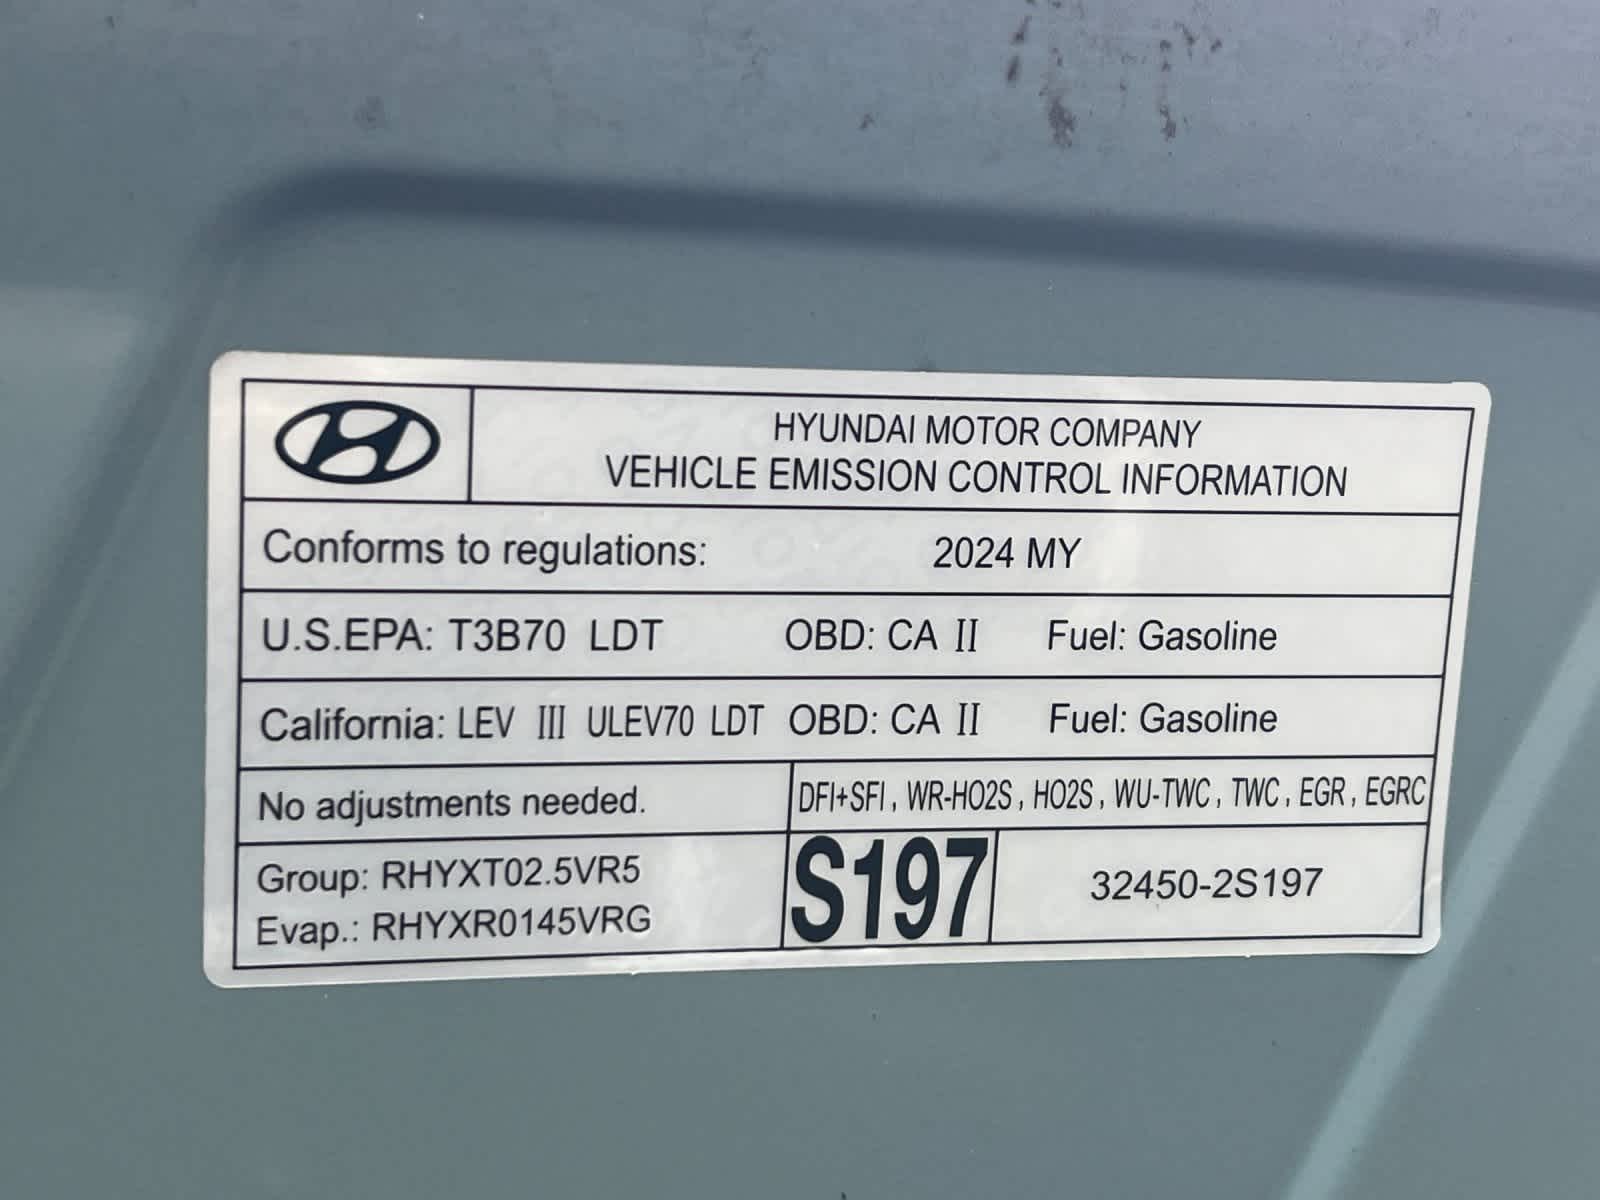 HYUNDAI MOTOR COMPANY
VEHICLE EMISSION CONTROL INFORMATION
Conforms to regulations: 2024 MY
U.S.EPA: T3B70 LDT OBD: CA II Fuel: Gasoline
California: LEV III ULEV70 LDT OBD: CA II Fuel: Gasoline
No adjustments needed. DFI+SFI, WR-HO2S, HO2S, WU-TWC, TWC, EGR, EGRC
Group: RHYXT02.5VR5
Evap.: RHYXR0145VRG
S197
32450-2S197